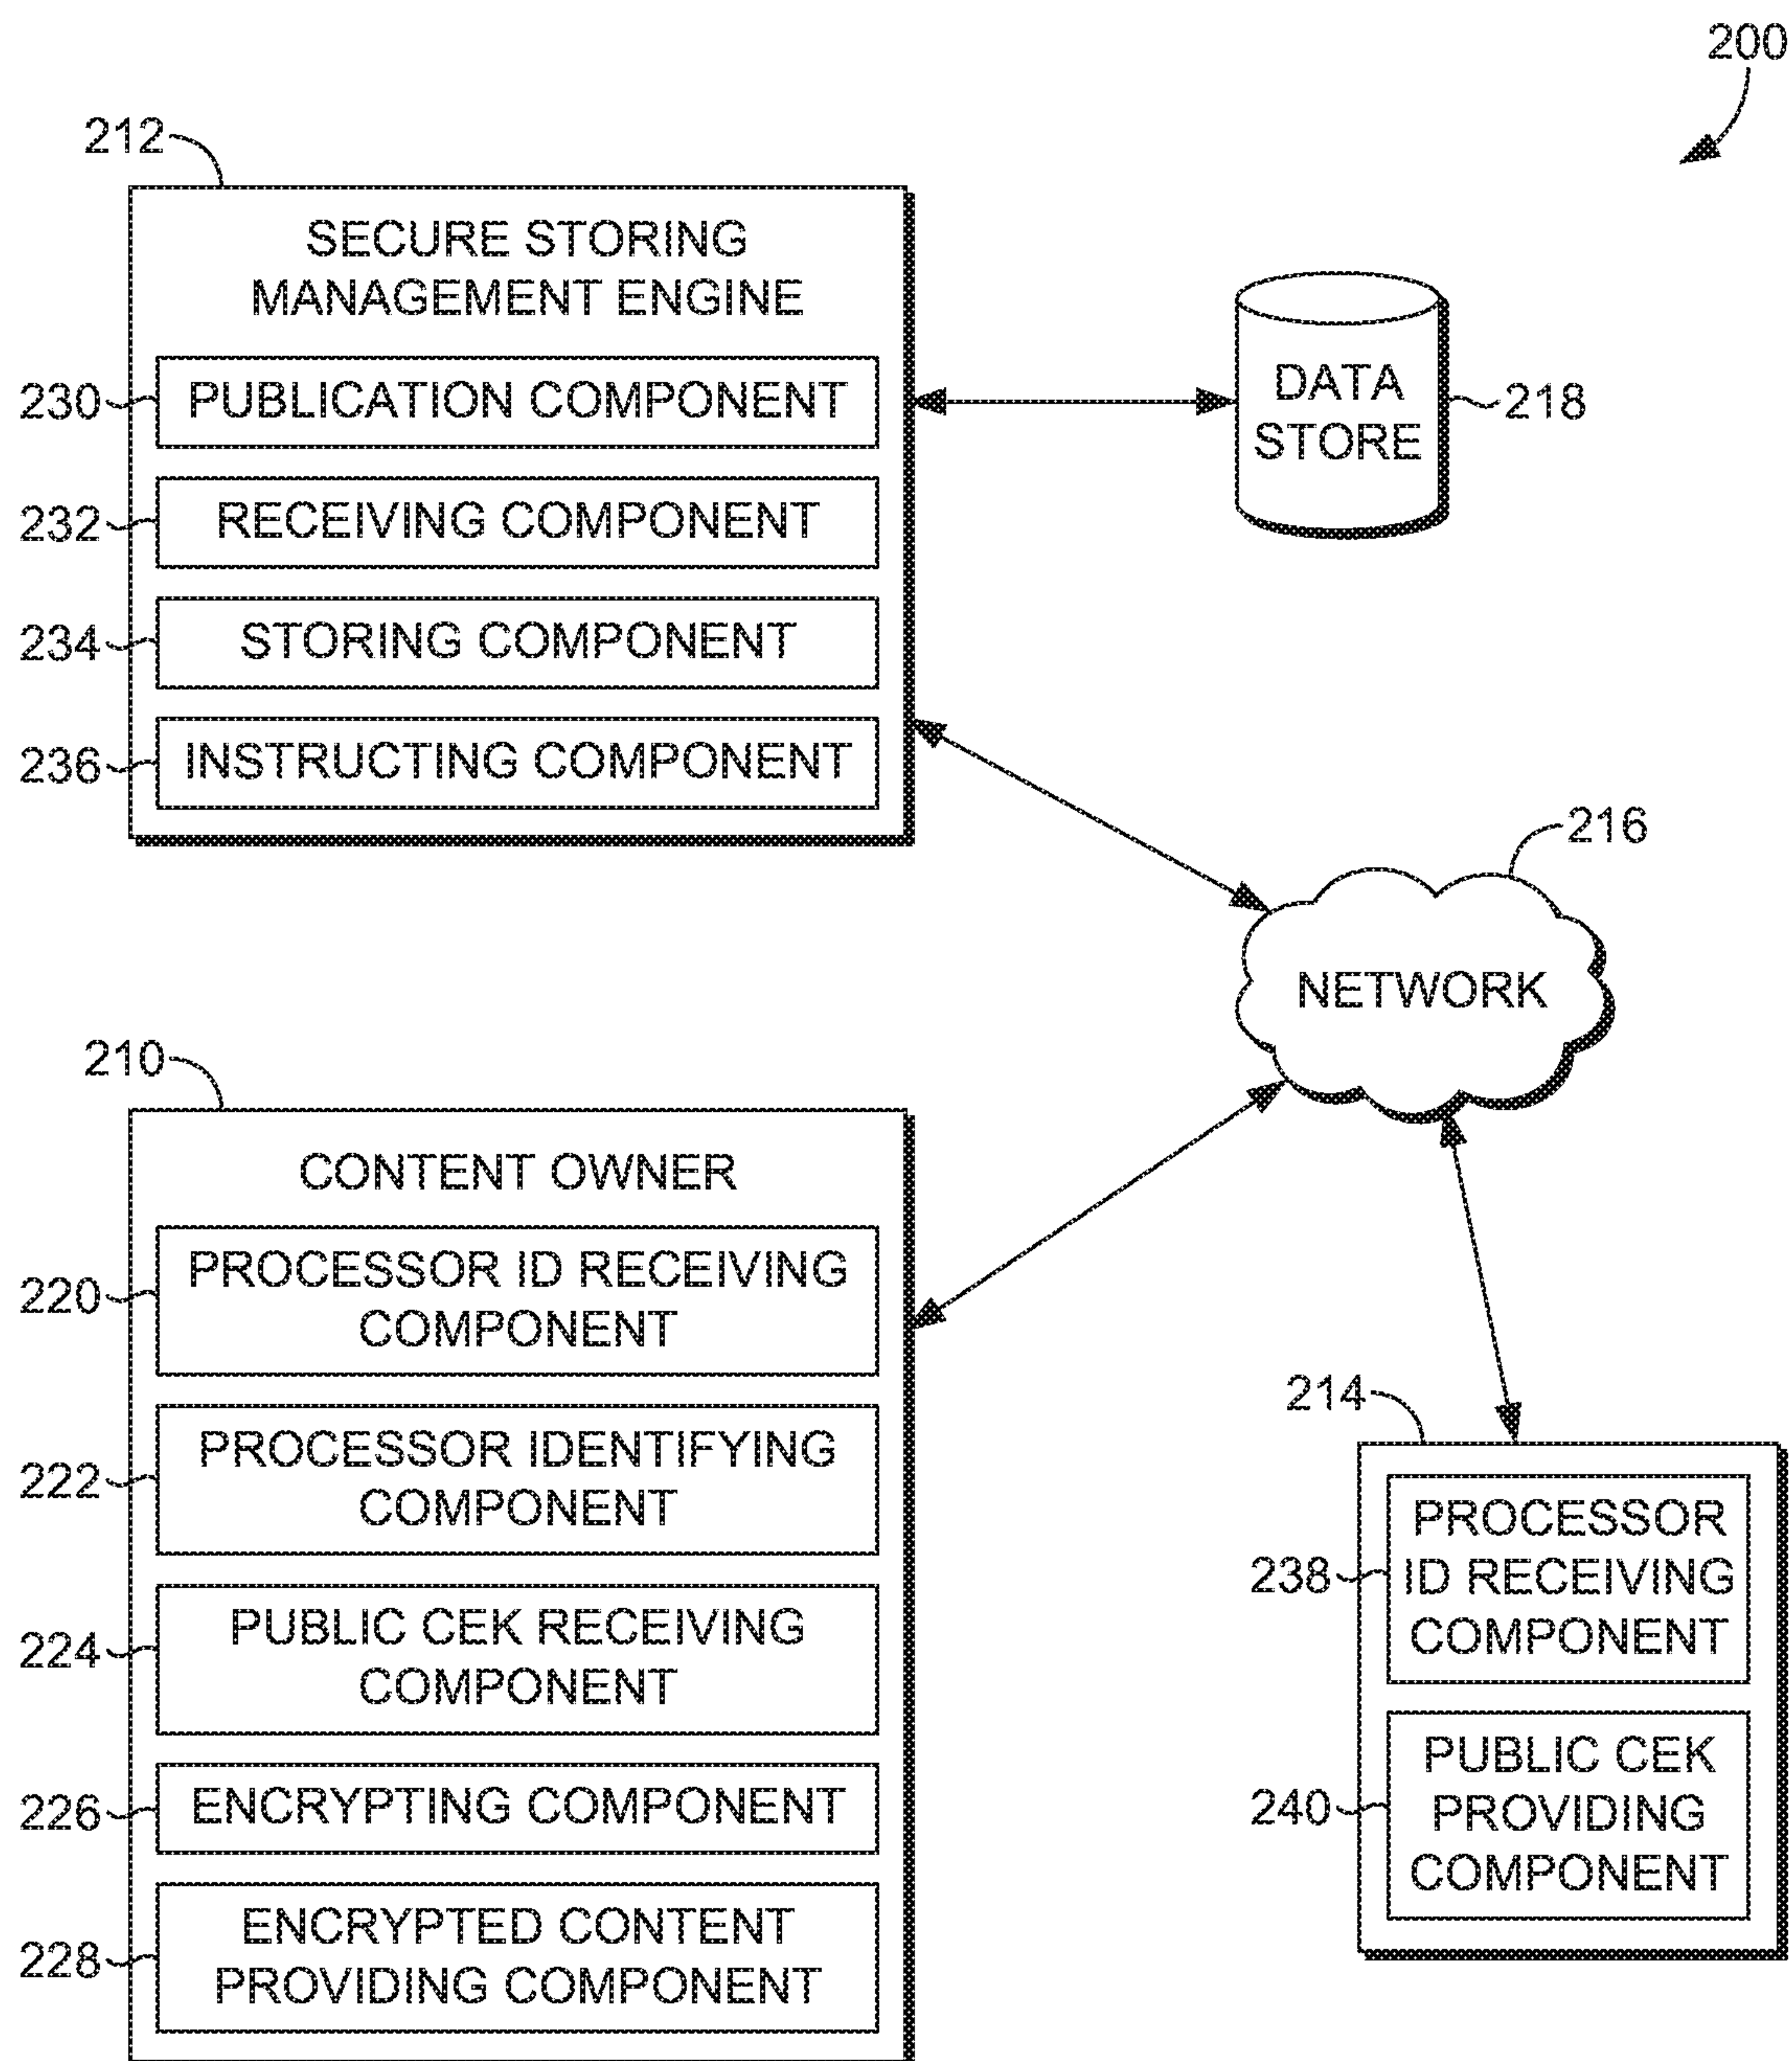 200
212
SECURE STORING
MANAGEMENT ENGINE
230
PUBLICATION COMPONENT
232
RECEIVING COMPONENT
234
STORING COMPONENT
236
INSTRUCTING COMPONENT
DATA
STORE
218
216
NETWORK
210
CONTENT OWNER
220
PROCESSOR ID RECEIVING
COMPONENT
222
PROCESSOR IDENTIFYING
COMPONENT
224
PUBLIC CEK RECEIVING
COMPONENT
226
ENCRYPTING COMPONENT
228
ENCRYPTED CONTENT
PROVIDING COMPONENT
214
238
PROCESSOR
ID RECEIVING
COMPONENT
240
PUBLIC CEK
PROVIDING
COMPONENT